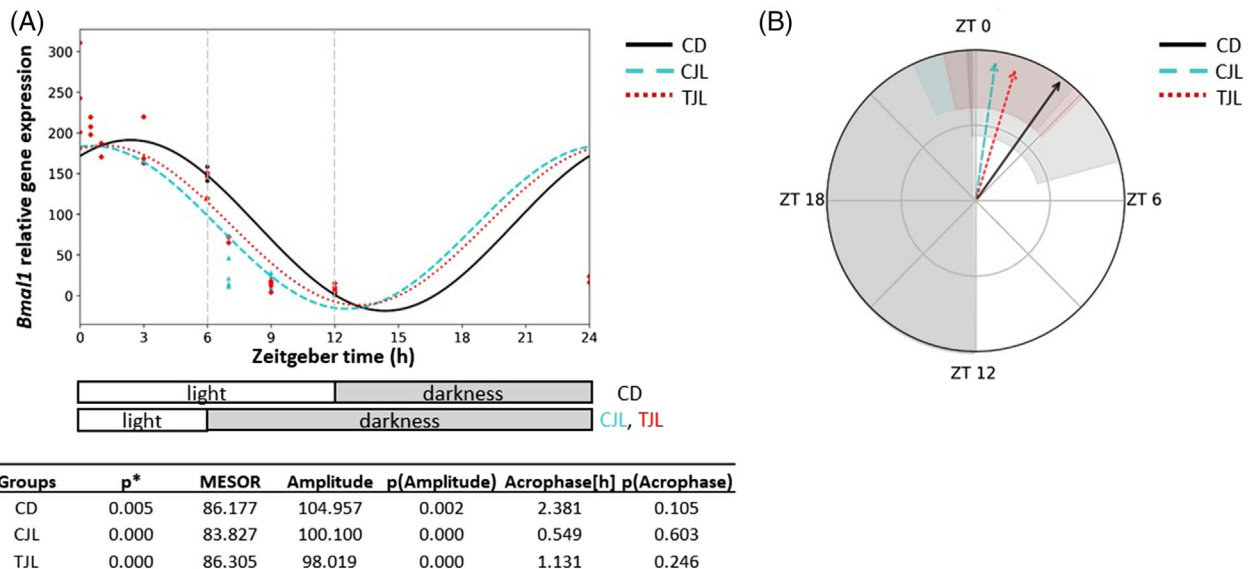 (A)
Bmal1 relative gene expression
300
250
200
150
100
50
0
0 3 6 9 12 15 18 21 24
Zeitgeber time (h)
CD
CJL
TJL
light darkness CD
light darkness CJL, TJL
(B)
ZT 0
ZT 6
ZT 12
ZT 18
CD
CJL
TJL
Groups p* MESOR Amplitude p(Amplitude) Acrophase[h] p(Acrophase)
CD 0.005 86.177 104.957 0.002 2.381 0.105
CJL 0.000 83.827 100.100 0.000 0.549 0.603
TJL 0.000 86.305 98.019 0.000 1.131 0.246